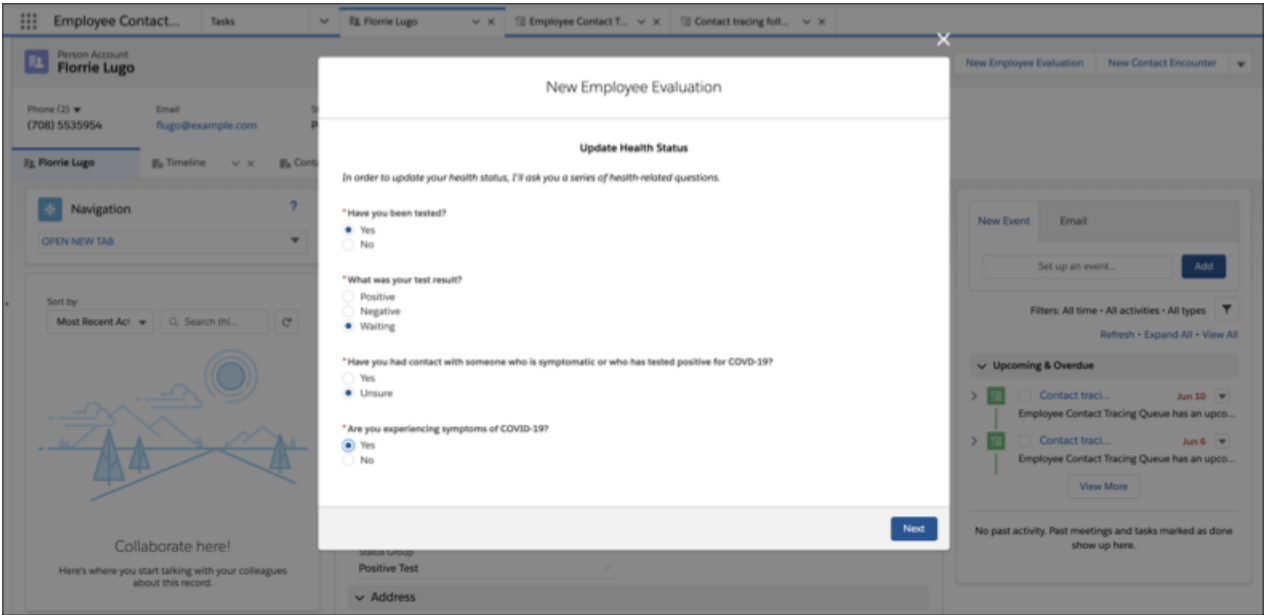 Employee Contact... Tasks Florrie Lugo Employee Contact T... Contact tracing foll...
Person Account
Florrie Lugo
New Employee Evaluation New Contact Encounter
Phone (2) Email
(708) 5535954 flugo@example.com
Florrie Lugo Timeline
Navigation ?
OPEN NEW TAB
Sort by:
Most Recent Act Search thi...
Collaborate here!
Here's where you start talking with your colleagues
about this record.
New Employee Evaluation
Update Health Status
In order to update your health status, I'll ask you a series of health-related questions.
*Have you been tested?
Yes
No
*What was your test result?
Positive
Negative
Waiting
*Have you had contact with someone who is symptomatic or who has tested positive for COVD-19?
Yes
Unsure
*Are you experiencing symptoms of COVID-19?
Yes
No
Next
Status Group
Positive Test
Address
New Event Email
Set up an event... Add
Filters: All time • All activities • All types
Refresh • Expand All • View All
Upcoming & Overdue
Contact traci... Jun 10
Employee Contact Tracing Queue has an upco...
Contact traci... Jun 6
Employee Contact Tracing Queue has an upco...
View More
No past activity. Past meetings and tasks marked as done
show up here.